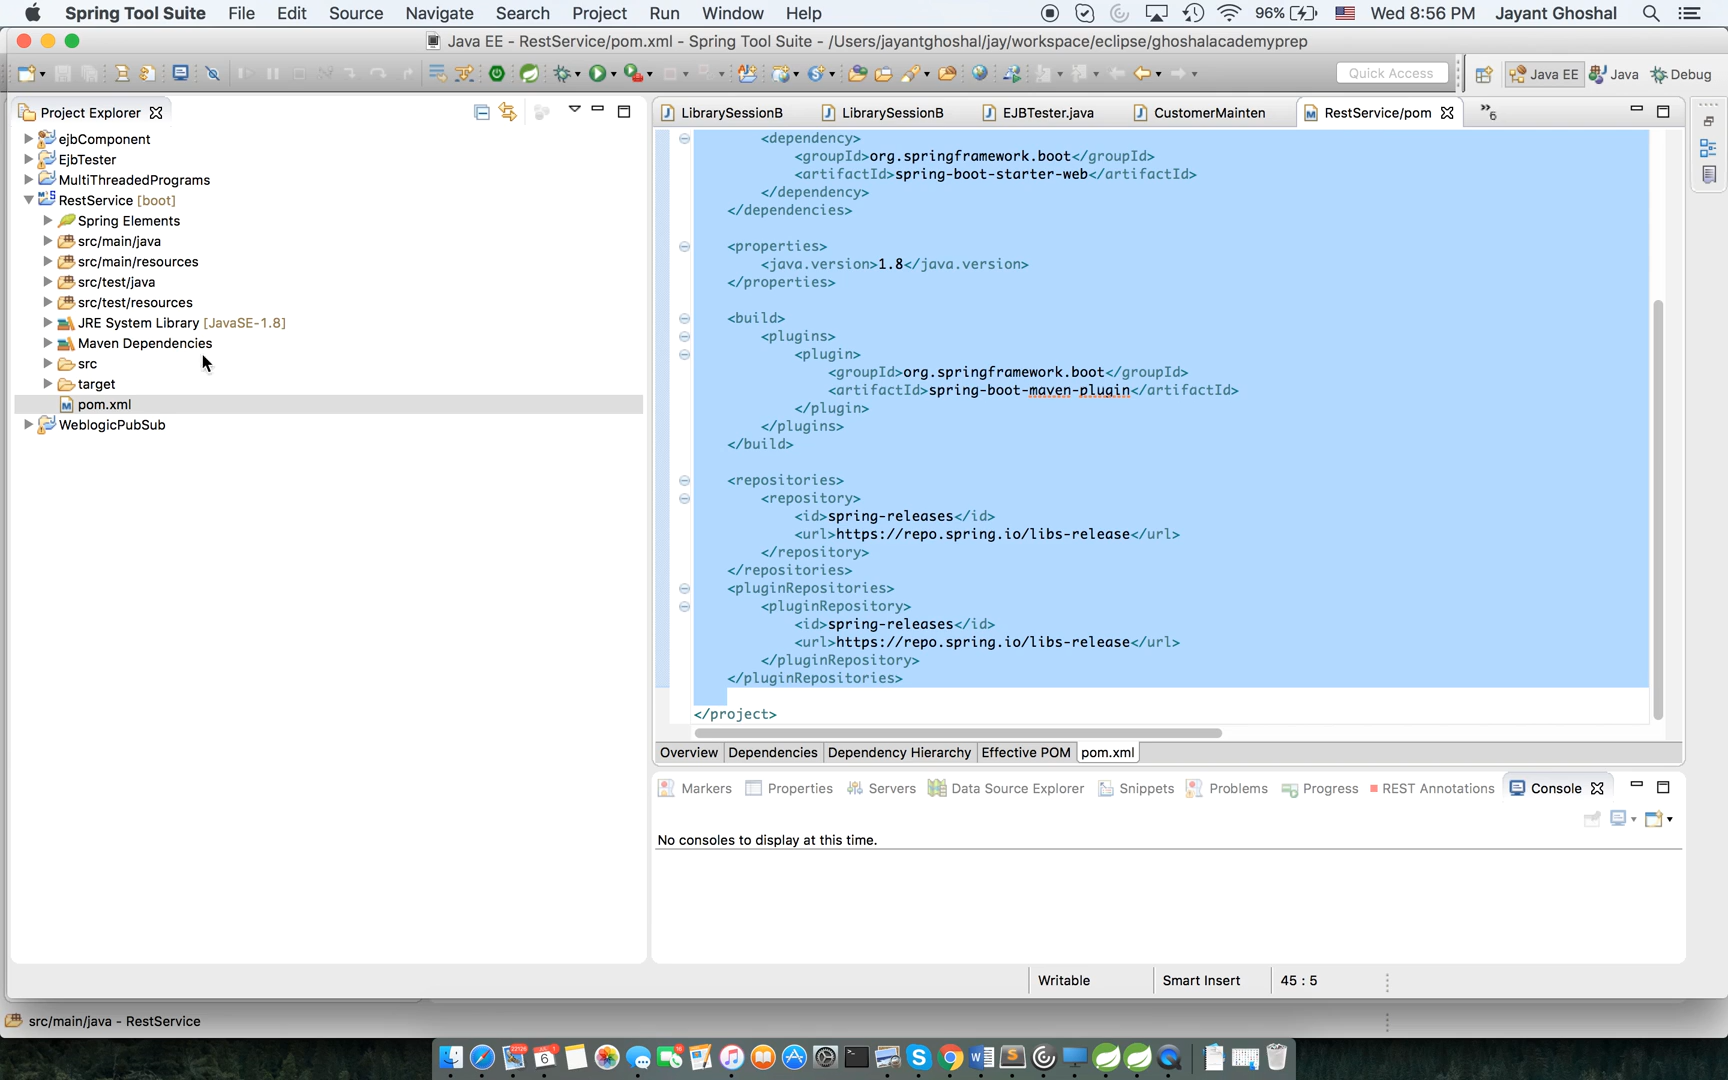 Spring Tool Suite File Edit Source Navigate Search Project Run Window Help 96% Wed 8:56 PM Jayant Ghoshal
Java EE - RestService/pom.xml - Spring Tool Suite - /Users/jayantghoshal/jay/workspace/eclipse/ghoshalacademyprep
Quick Access Java EE Java Debug
Project Explorer
ejbComponent
EjbTester
MultiThreadedPrograms
RestService [boot]
Spring Elements
src/main/java
src/main/resources
src/test/java
src/test/resources
JRE System Library [JavaSE-1.8]
Maven Dependencies
src
target
pom.xml
WeblogicPubSub
LibrarySessionB LibrarySessionB EJBTester.java CustomerMainten RestService/pom »6
<dependency>
<groupId>org.springframework.boot</groupId>
<artifactId>spring-boot-starter-web</artifactId>
</dependency>
</dependencies>
<properties>
<java.version>1.8</java.version>
</properties>
<build>
<plugins>
<plugin>
<groupId>org.springframework.boot</groupId>
<artifactId>spring-boot-maven-plugin</artifactId>
</plugin>
</plugins>
</build>
<repositories>
<repository>
<id>spring-releases</id>
<url>https://repo.spring.io/libs-release</url>
</repository>
</repositories>
<pluginRepositories>
<pluginRepository>
<id>spring-releases</id>
<url>https://repo.spring.io/libs-release</url>
</pluginRepository>
</pluginRepositories>
</project>
Overview Dependencies Dependency Hierarchy Effective POM pom.xml
Markers Properties Servers Data Source Explorer Snippets Problems Progress REST Annotations Console
No consoles to display at this time.
Writable Smart Insert 45 : 5
src/main/java - RestService